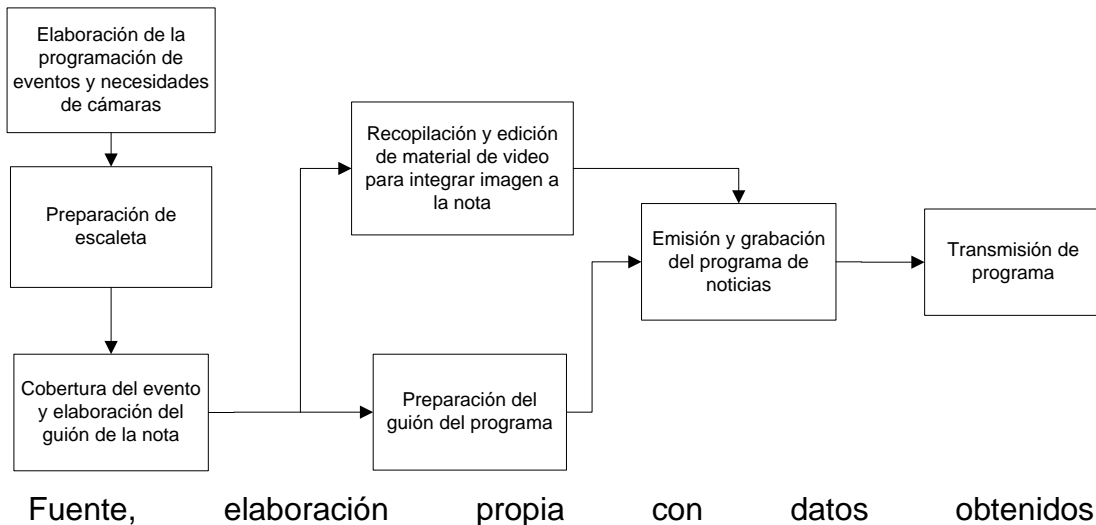 Elaboración de la
programación de
eventos y necesidades
de cámaras
Preparación de
escaleta
Cobertura del evento
y elaboración del
guión de la nota
Recopilación y edición
de material de video
para integrar imagen a
la nota
Preparación del
guión del programa
Emisión y grabación
del programa de
noticias
Transmisión de
programa
Fuente, elaboración propia con datos obtenidos